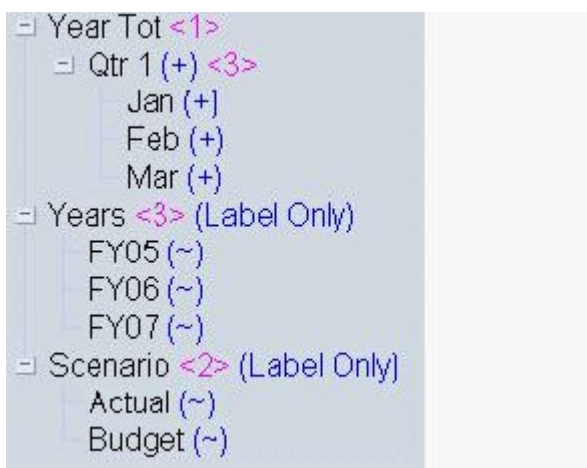 Year Tot <1>
Qtr 1 (+) <3>
Jan (+)
Feb (+)
Mar (+)
Years <3> (Label Only)
FY05 (~)
FY06 (~)
FY07 (~)
Scenario <2> (Label Only)
Actual (~)
Budget (~)